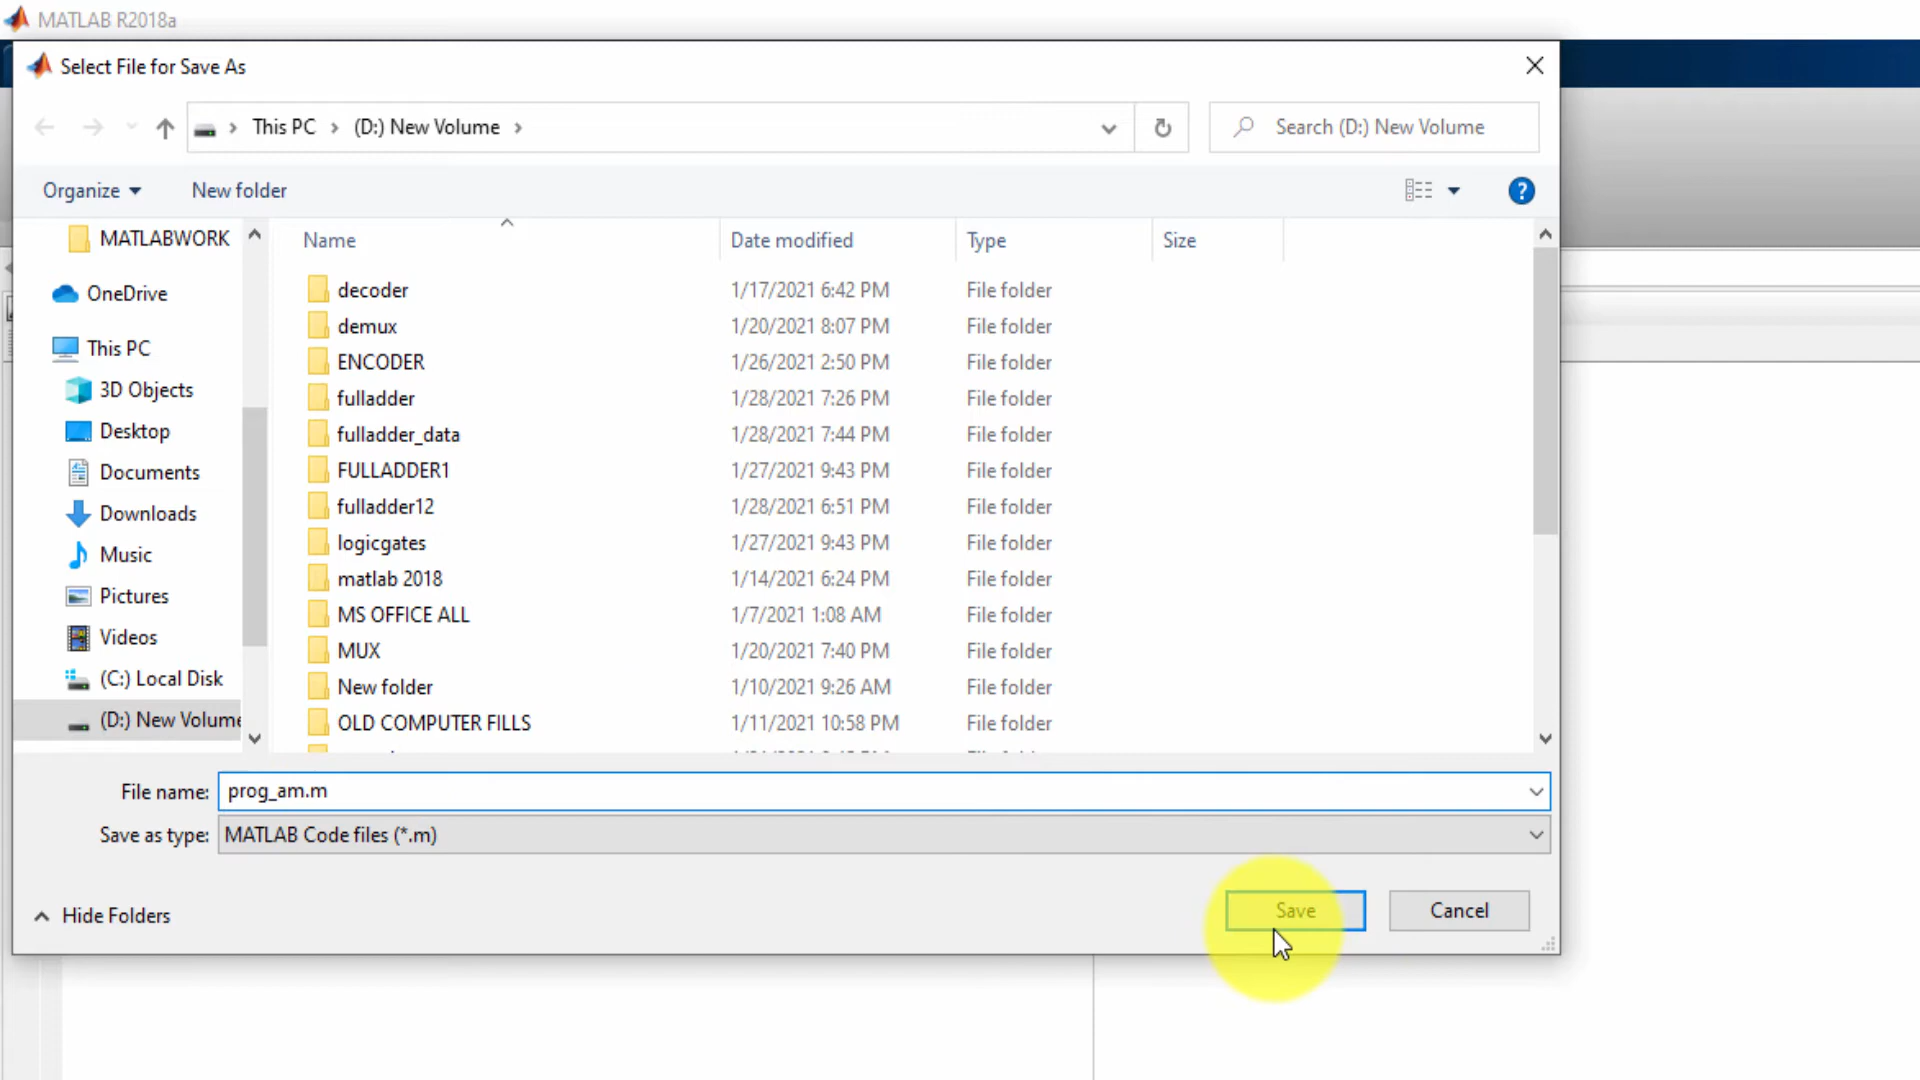 MATLAB R2018a
Select File for Save As
This PC (D:) New Volume
Search (D:) New Volume
Organize New folder
MATLABWORK
OneDrive
This PC
3D Objects
Desktop
Documents
Downloads
Music
Pictures
Videos
(C:) Local Disk
(D:) New Volume
Name Date modified Type Size
decoder 1/17/2021 6:42 PM File folder
demux 1/20/2021 8:07 PM File folder
ENCODER 1/26/2021 2:50 PM File folder
fulladder 1/28/2021 7:26 PM File folder
fulladder_data 1/28/2021 7:44 PM File folder
FULLADDER1 1/27/2021 9:43 PM File folder
fulladder12 1/28/2021 6:51 PM File folder
logicgates 1/27/2021 9:43 PM File folder
matlab 2018 1/14/2021 6:24 PM File folder
MS OFFICE ALL 1/7/2021 1:08 AM File folder
MUX 1/20/2021 7:40 PM File folder
New folder 1/10/2021 9:26 AM File folder
OLD COMPUTER FILLS 1/11/2021 10:58 PM File folder
File name: prog_am.m
Save as type: MATLAB Code files (*.m)
Hide Folders
Save
Cancel